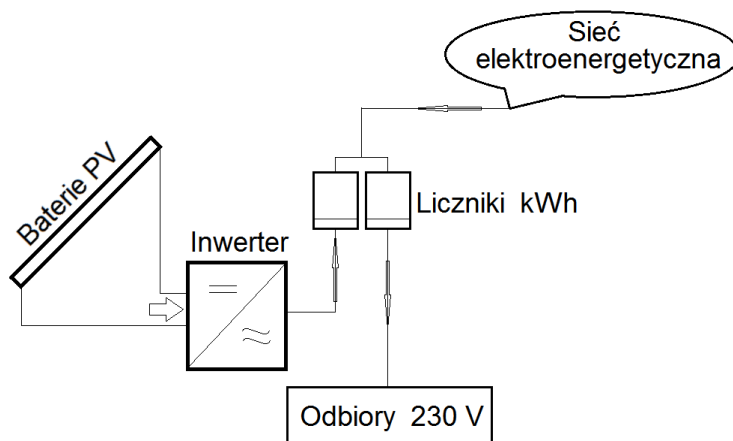 Sieć
elektroenergetyczna
Baterie PV
Liczniki kWh
Inwerter
Odbiory 230 V